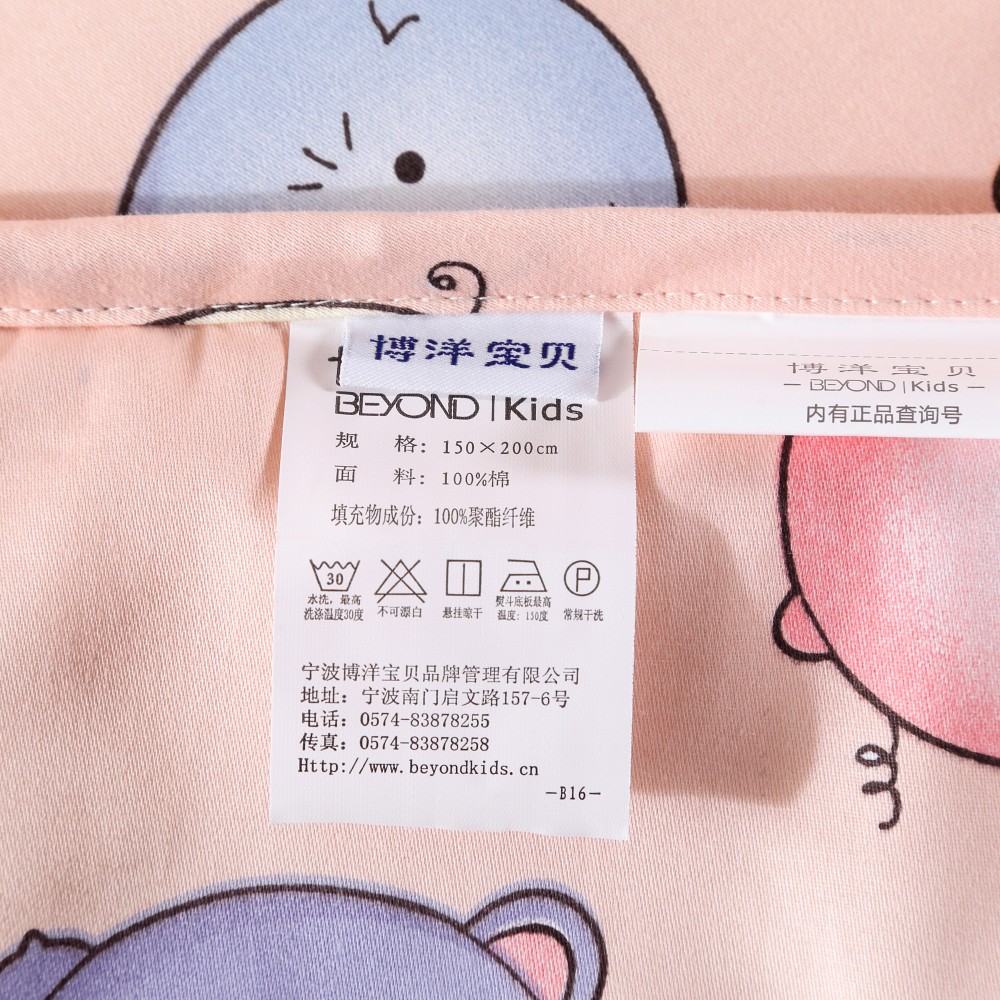 博洋宝贝
BEYOND | Kids
规 格: 150×200cm
面 料: 100%棉
填充物成份: 100%聚酯纤维
30
P
水洗，最高
洗涤温度30度
不可漂白
悬挂晾干
熨斗底板最高
温度: 150度
常规干洗
宁波博洋宝贝品牌管理有限公司
地址: 宁波南门启文路157-6号
电话: 0574-83878255
传真: 0574-83878258
Http://www.beyondkids.cn
—B16—
博洋宝贝
— BEYOND | Kids —
内有正品查询号